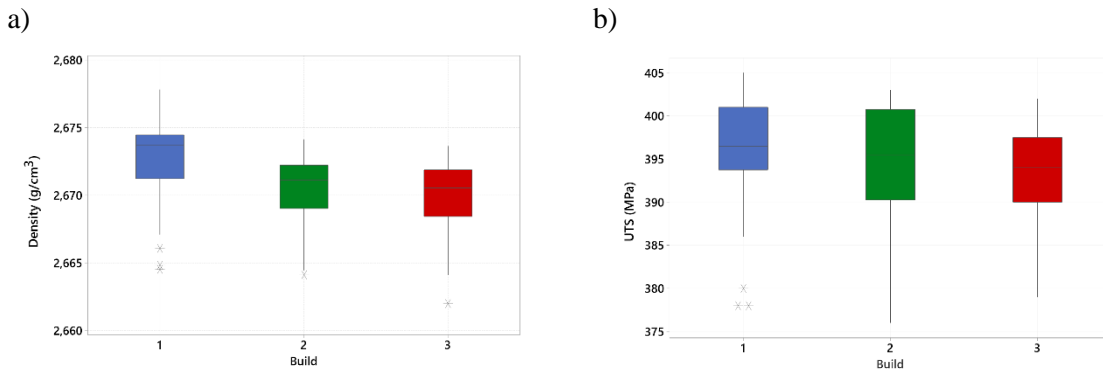 a)
Density (g/cm³)
2,680
2,675
2,670
2,665
2,660
1 2 3
Build
b)
UTS (MPa)
405
400
395
390
385
380
375
1 2 3
Build